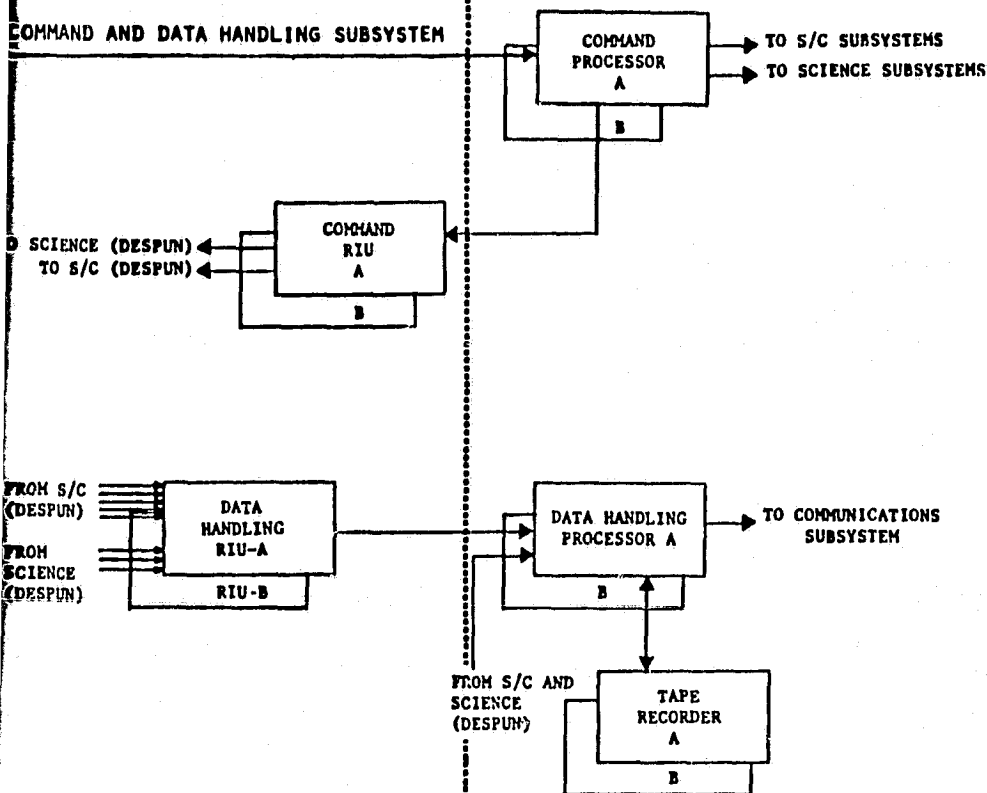 COMMAND AND DATA HANDLING SUBSYSTEM
COMMAND
PROCESSOR
A
B
TO S/C SUBSYSTEMS
TO SCIENCE SUBSYSTEMS
COMMAND
RIU
A
B
O SCIENCE (DESPUN)
TO S/C (DESPUN)
FROM S/C
(DESPUN)
FROM
SCIENCE
(DESPUN)
DATA
HANDLING
RIU-A
RIU-B
DATA HANDLING
PROCESSOR A
B
TO COMMUNICATIONS
SUBSYSTEM
FROM S/C AND
SCIENCE
(DESPUN)
TAPE
RECORDER
A
B